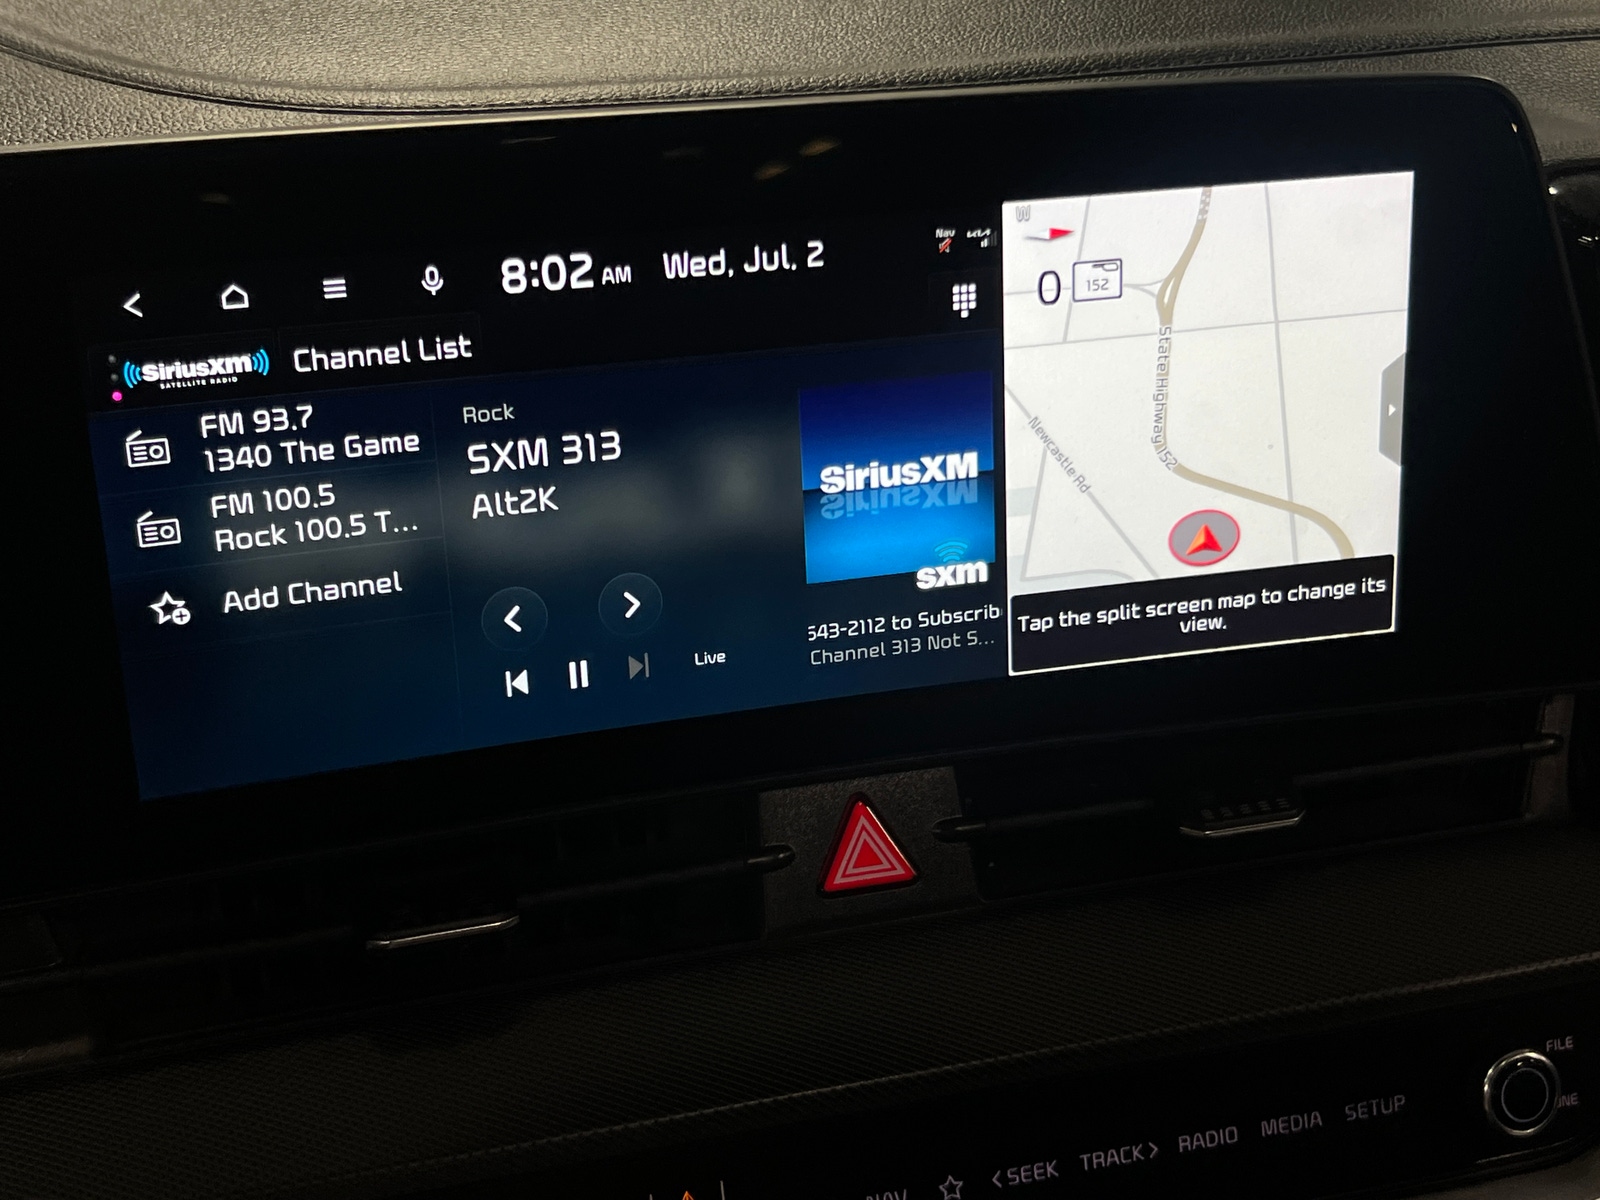 8:02 AM Wed, Jul. 2
Nav
SiriusXM
SATELLITE RADIO
Channel List
FM 93.7
1340 The Game
FM 100.5
Rock 100.5 T...
Add Channel
Rock
SXM 313
Alt2K
Live
SiriusXM
sxm
543-2112 to Subscrib
Channel 313 Not S...
W
0 152
State Highway 152
Newcastle Rd
Tap the split screen map to change its
view.
FILE
NAV
< SEEK
TRACK >
RADIO
MEDIA
SETUP